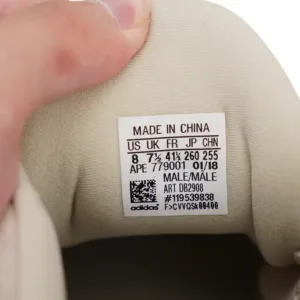 MADE IN CHINA
US UK FR JP CHN
8 7½ 41⅓ 260 255
APE 779001 01/18
MALE/MALE
ART DB2908
#119539838
adidas F>CVVQSk00400